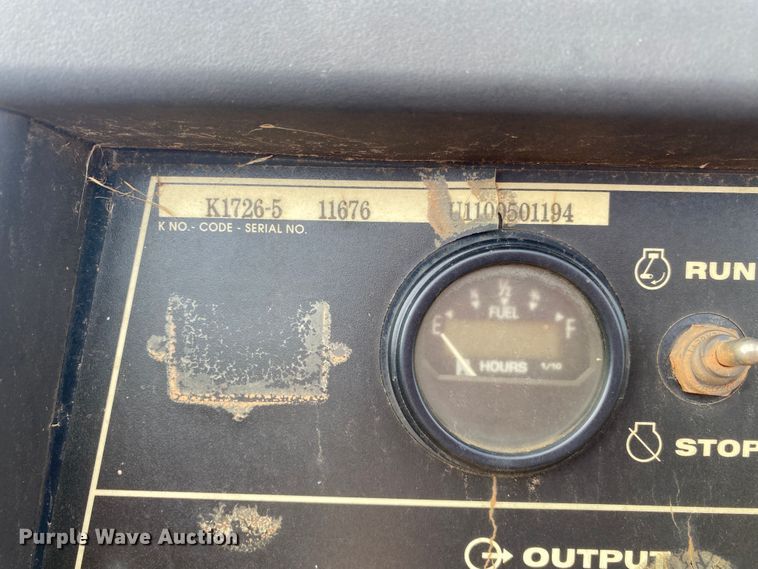 K1726-5 11676 U1100501194
K NO.- CODE - SERIAL NO.
RUN
1/2
E FUEL F
HOURS 1/10
STOP
OUTPUT
Purple Wave Auction